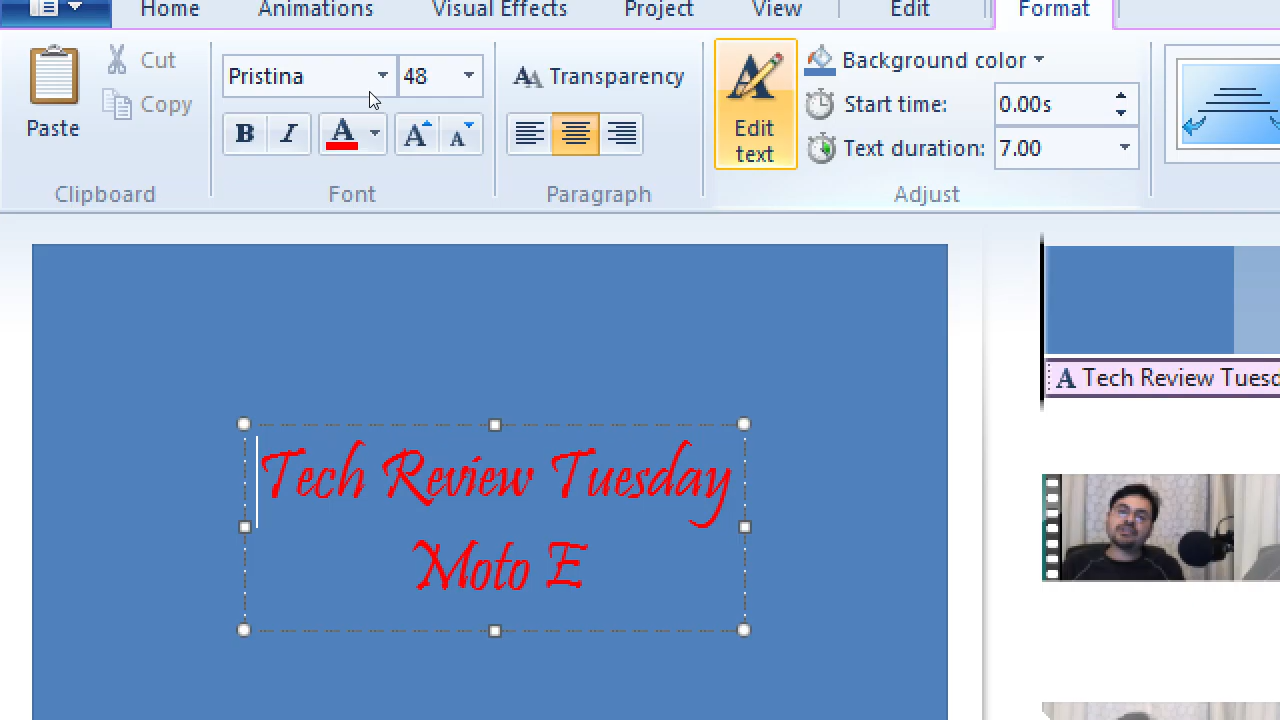 Home Animations Visual Effects Project View Edit Format
Paste
Cut
Copy
Clipboard
Pristina 48
B I A A A
Font
Transparency
Paragraph
Edit text
Background color
Start time: 0.00s
Text duration: 7.00
Adjust
Tech Review Tuesday
Moto E
A Tech Review Tuesd